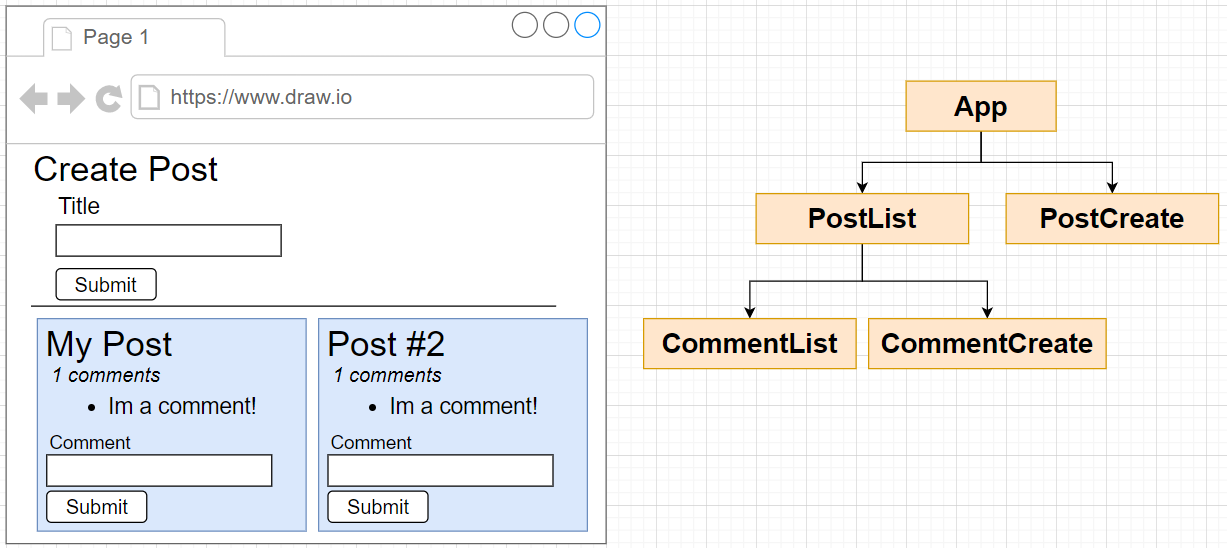 Page 1
https://www.draw.io
Create Post
Title
Submit
My Post
1 comments
Im a comment!
Comment
Submit
Post #2
1 comments
Im a comment!
Comment
Submit
App
PostList
PostCreate
CommentList
CommentCreate